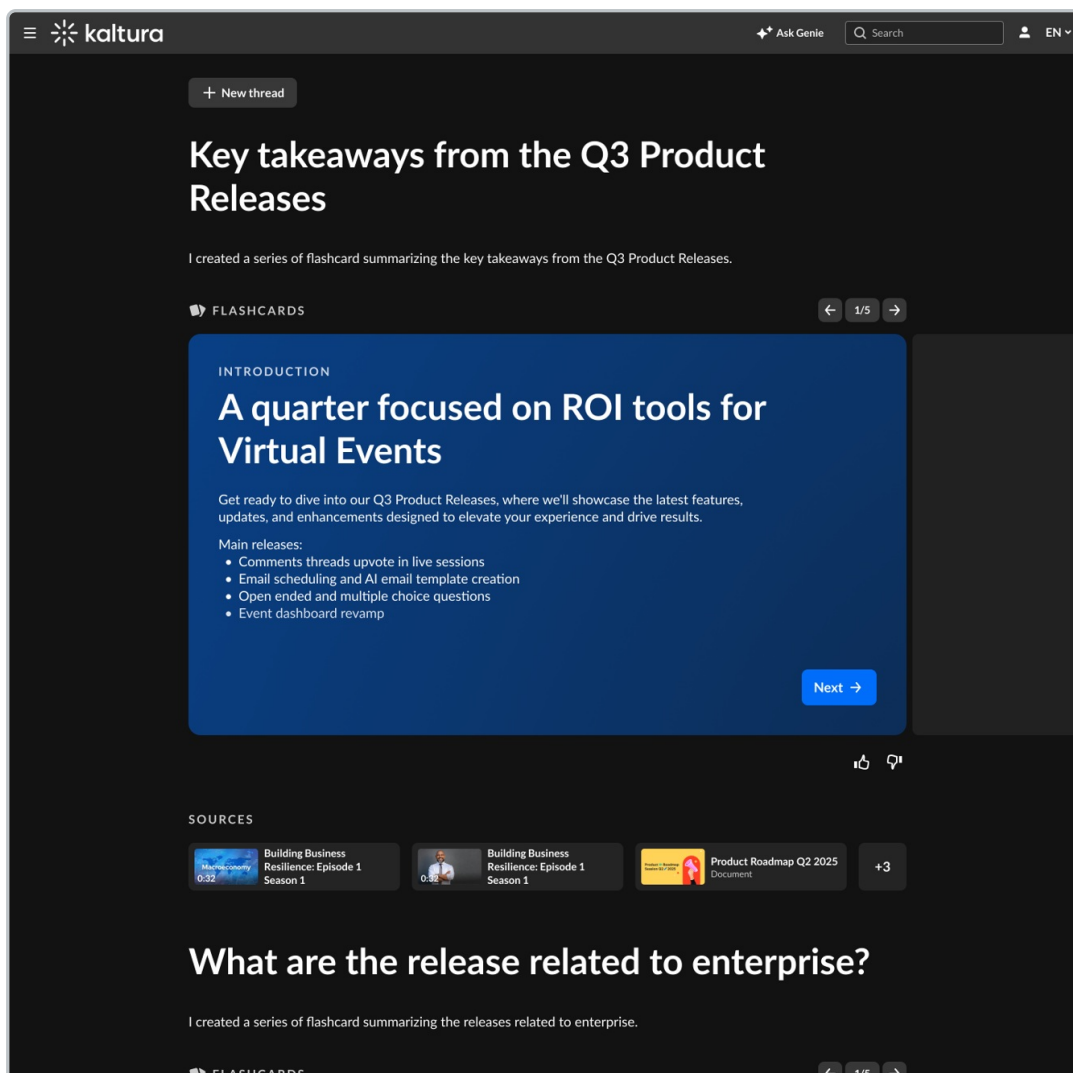 kaltura
Ask Genie
Search
EN
+ New thread
Key takeaways from the Q3 Product
Releases
I created a series of flashcard summarizing the key takeaways from the Q3 Product Releases.
FLASHCARDS
1/5
INTRODUCTION
A quarter focused on ROI tools for
Virtual Events
Get ready to dive into our Q3 Product Releases, where we'll showcase the latest features,
updates, and enhancements designed to elevate your experience and drive results.
Main releases:
• Comments threads upvote in live sessions
• Email scheduling and AI email template creation
• Open ended and multiple choice questions
• Event dashboard revamp
Next →
SOURCES
Macroeconomy
0:32
Building Business
Resilience: Episode 1
Season 1
0:32
Building Business
Resilience: Episode 1
Season 1
Product Roadmap Q2 2025
Document
+3
What are the release related to enterprise?
I created a series of flashcard summarizing the releases related to enterprise.
FLASHCARDS
1/5